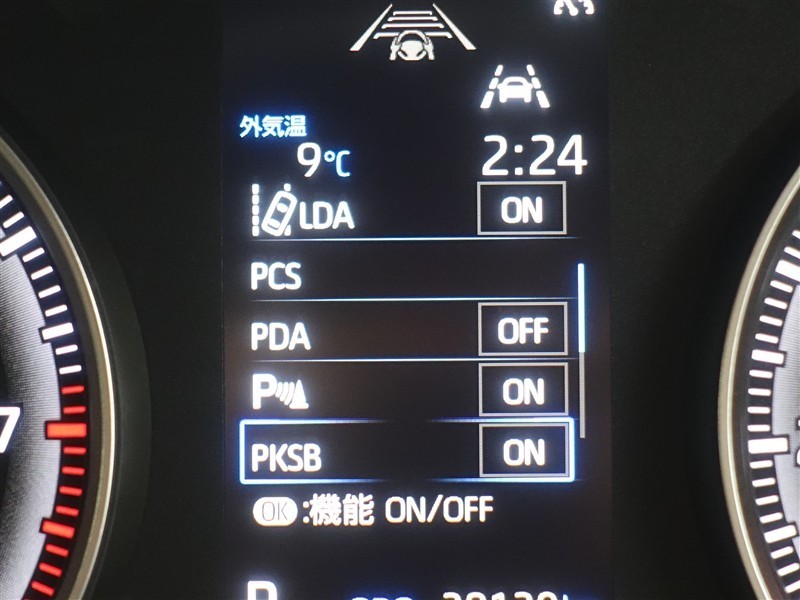 外気温
9℃ 2:24
LDA ON
PCS
PDA OFF
P ON
PKSB ON
OK :機能 ON/OFF
7